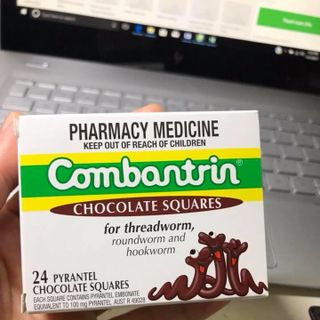 PHARMACY MEDICINE
KEEP OUT OF REACH OF CHILDREN
Combantrin®
CHOCOLATE SQUARES
for threadworm,
roundworm and
hookworm
24 PYRANTEL
CHOCOLATE SQUARES
EACH SQUARE CONTAINS PYRANTEL EMBONATE
EQUIVALENT TO 100 mg PYRANTEL. AUST R 49028